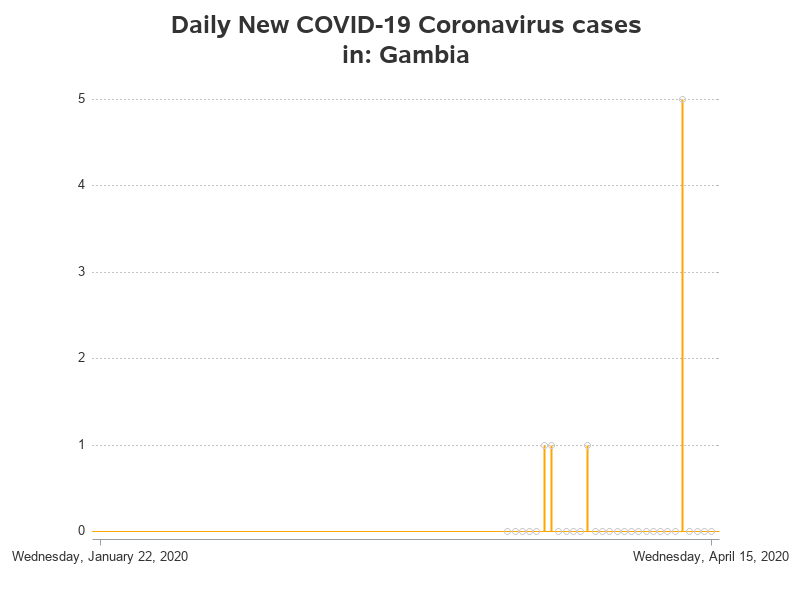 Daily New COVID-19 Coronavirus cases
in: Gambia
5
4
3
2
1
0
Wednesday, January 22, 2020 Wednesday, April 15, 2020